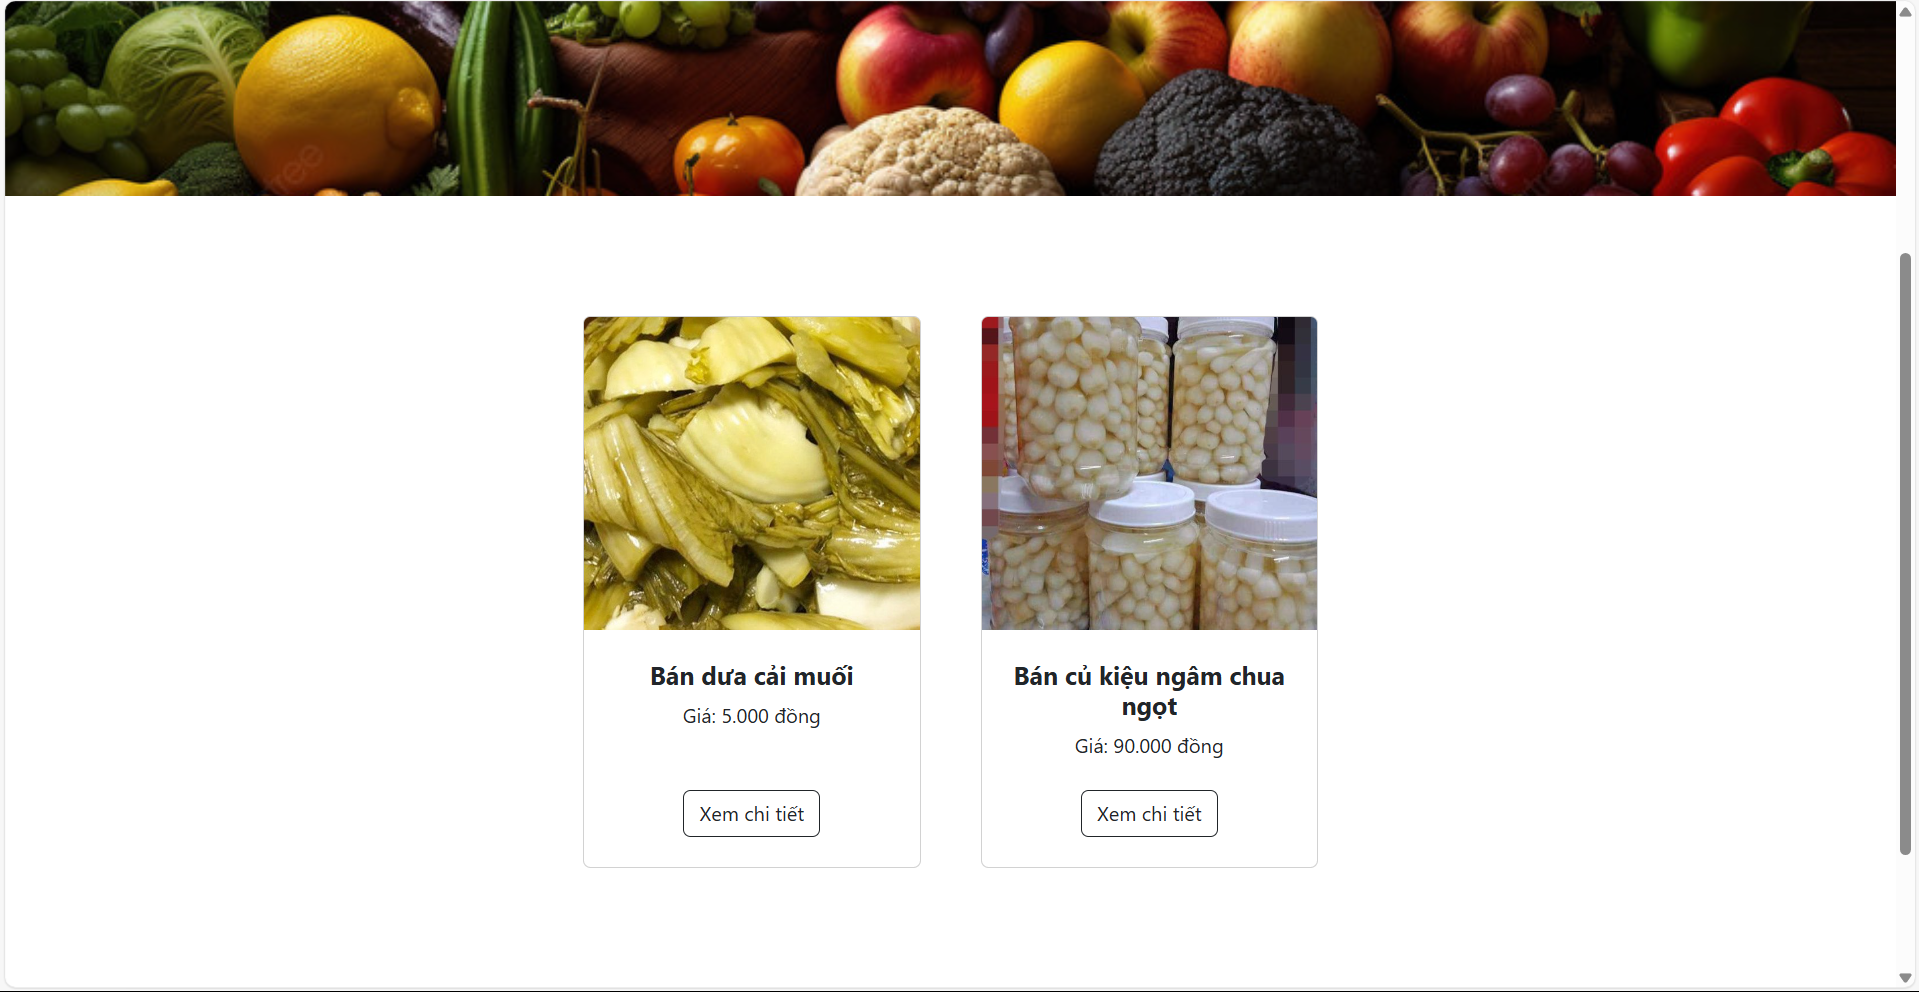 Bán dưa cải muối
Giá: 5.000 đồng
Xem chi tiết
Bán củ kiệu ngâm chua
ngọt
Giá: 90.000 đồng
Xem chi tiết